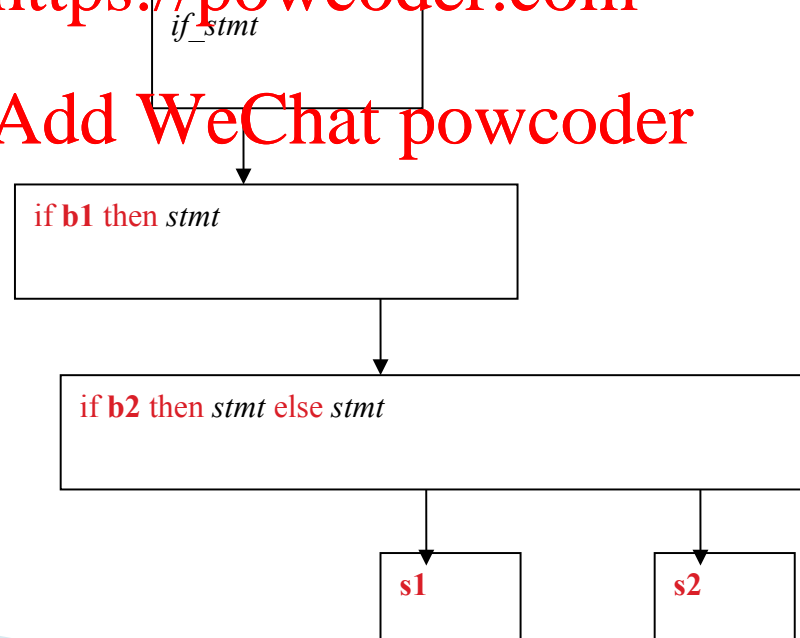 https://powcoder.com
if_stmt
Add WeChat powcoder
if b1 then stmt
if b2 then stmt else stmt
s1 s2